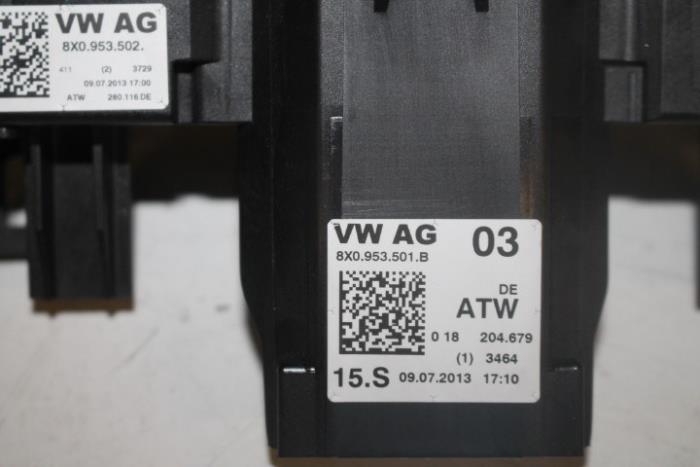 VW AG
8X0.953.502.
411 (2) 3729
09.07.2013 17:00
ATW 280.116 DE
VW AG 03
8X0.953.501.B
DE
ATW
0 18 204.679
(1) 3464
15.S 09.07.2013 17:10